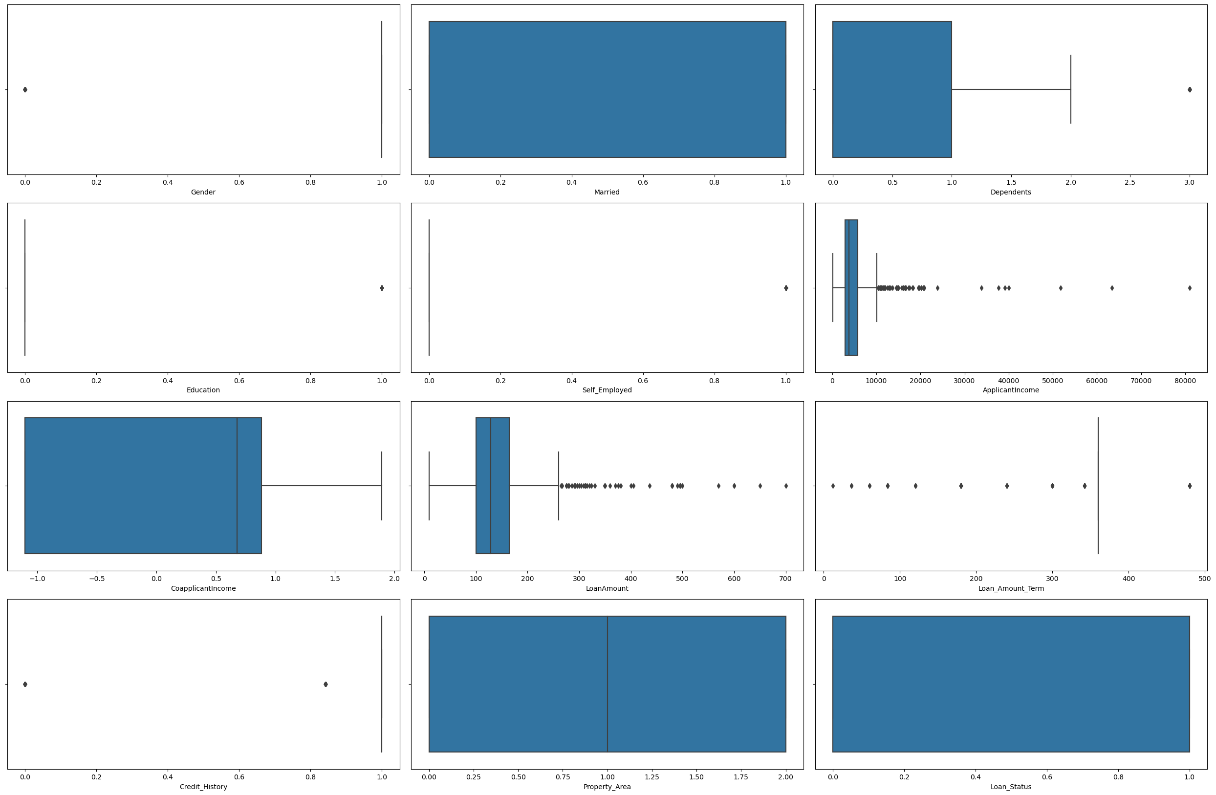 0.0 0.2 0.4 0.6 0.8 1.0
Gender
0.0 0.2 0.4 0.6 0.8 1.0
Married
0.0 0.5 1.0 1.5 2.0 2.5 3.0
Dependents
0.0 0.2 0.4 0.6 0.8 1.0
Education
0.0 0.2 0.4 0.6 0.8 1.0
Self_Employed
0 10000 20000 30000 40000 50000 60000 70000 80000
ApplicantIncome
−1.0 −0.5 0.0 0.5 1.0 1.5 2.0
CoapplicantIncome
0 100 200 300 400 500 600 700
LoanAmount
0 100 200 300 400 500
Loan_Amount_Term
0.0 0.2 0.4 0.6 0.8 1.0
Credit_History
0.00 0.25 0.50 0.75 1.00 1.25 1.50 1.75 2.00
Property_Area
0.0 0.2 0.4 0.6 0.8 1.0
Loan_Status